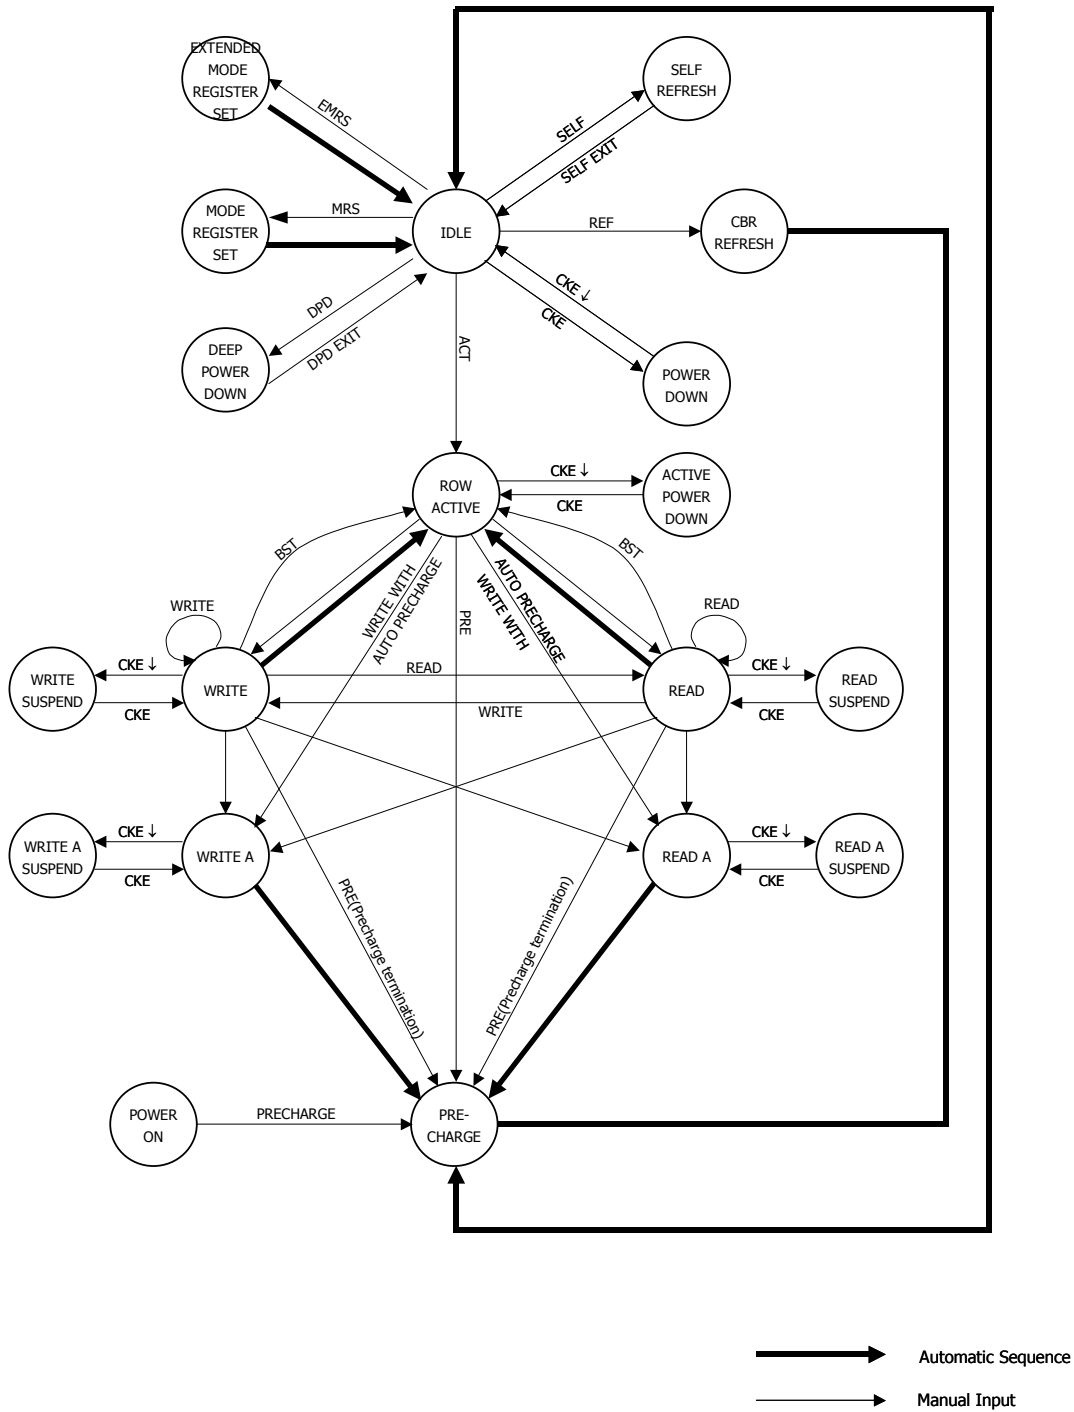 EXTENDED
MODE
REGISTER
SET
SELF
REFRESH
EMRS
SELF
SELF EXIT
MODE
REGISTER
SET
MRS
IDLE
REF
CBR
REFRESH
DPD
DPD EXIT
CKE ↓
CKE
DEEP
POWER
DOWN
ACT
POWER
DOWN
ROW
ACTIVE
CKE ↓
CKE
ACTIVE
POWER
DOWN
BST
BST
WRITE WITH
AUTO PRECHARGE
PRE
AUTO PRECHARGE
WRITE WITH
WRITE
READ
WRITE
SUSPEND
CKE ↓
CKE
WRITE
READ
WRITE
READ
CKE ↓
CKE
READ
SUSPEND
WRITE A
SUSPEND
CKE ↓
CKE
WRITE A
READ A
CKE ↓
CKE
READ A
SUSPEND
PRE(Precharge termination)
PRE(Precharge termination)
POWER
ON
PRECHARGE
PRE-
CHARGE
Automatic Sequence
Manual Input